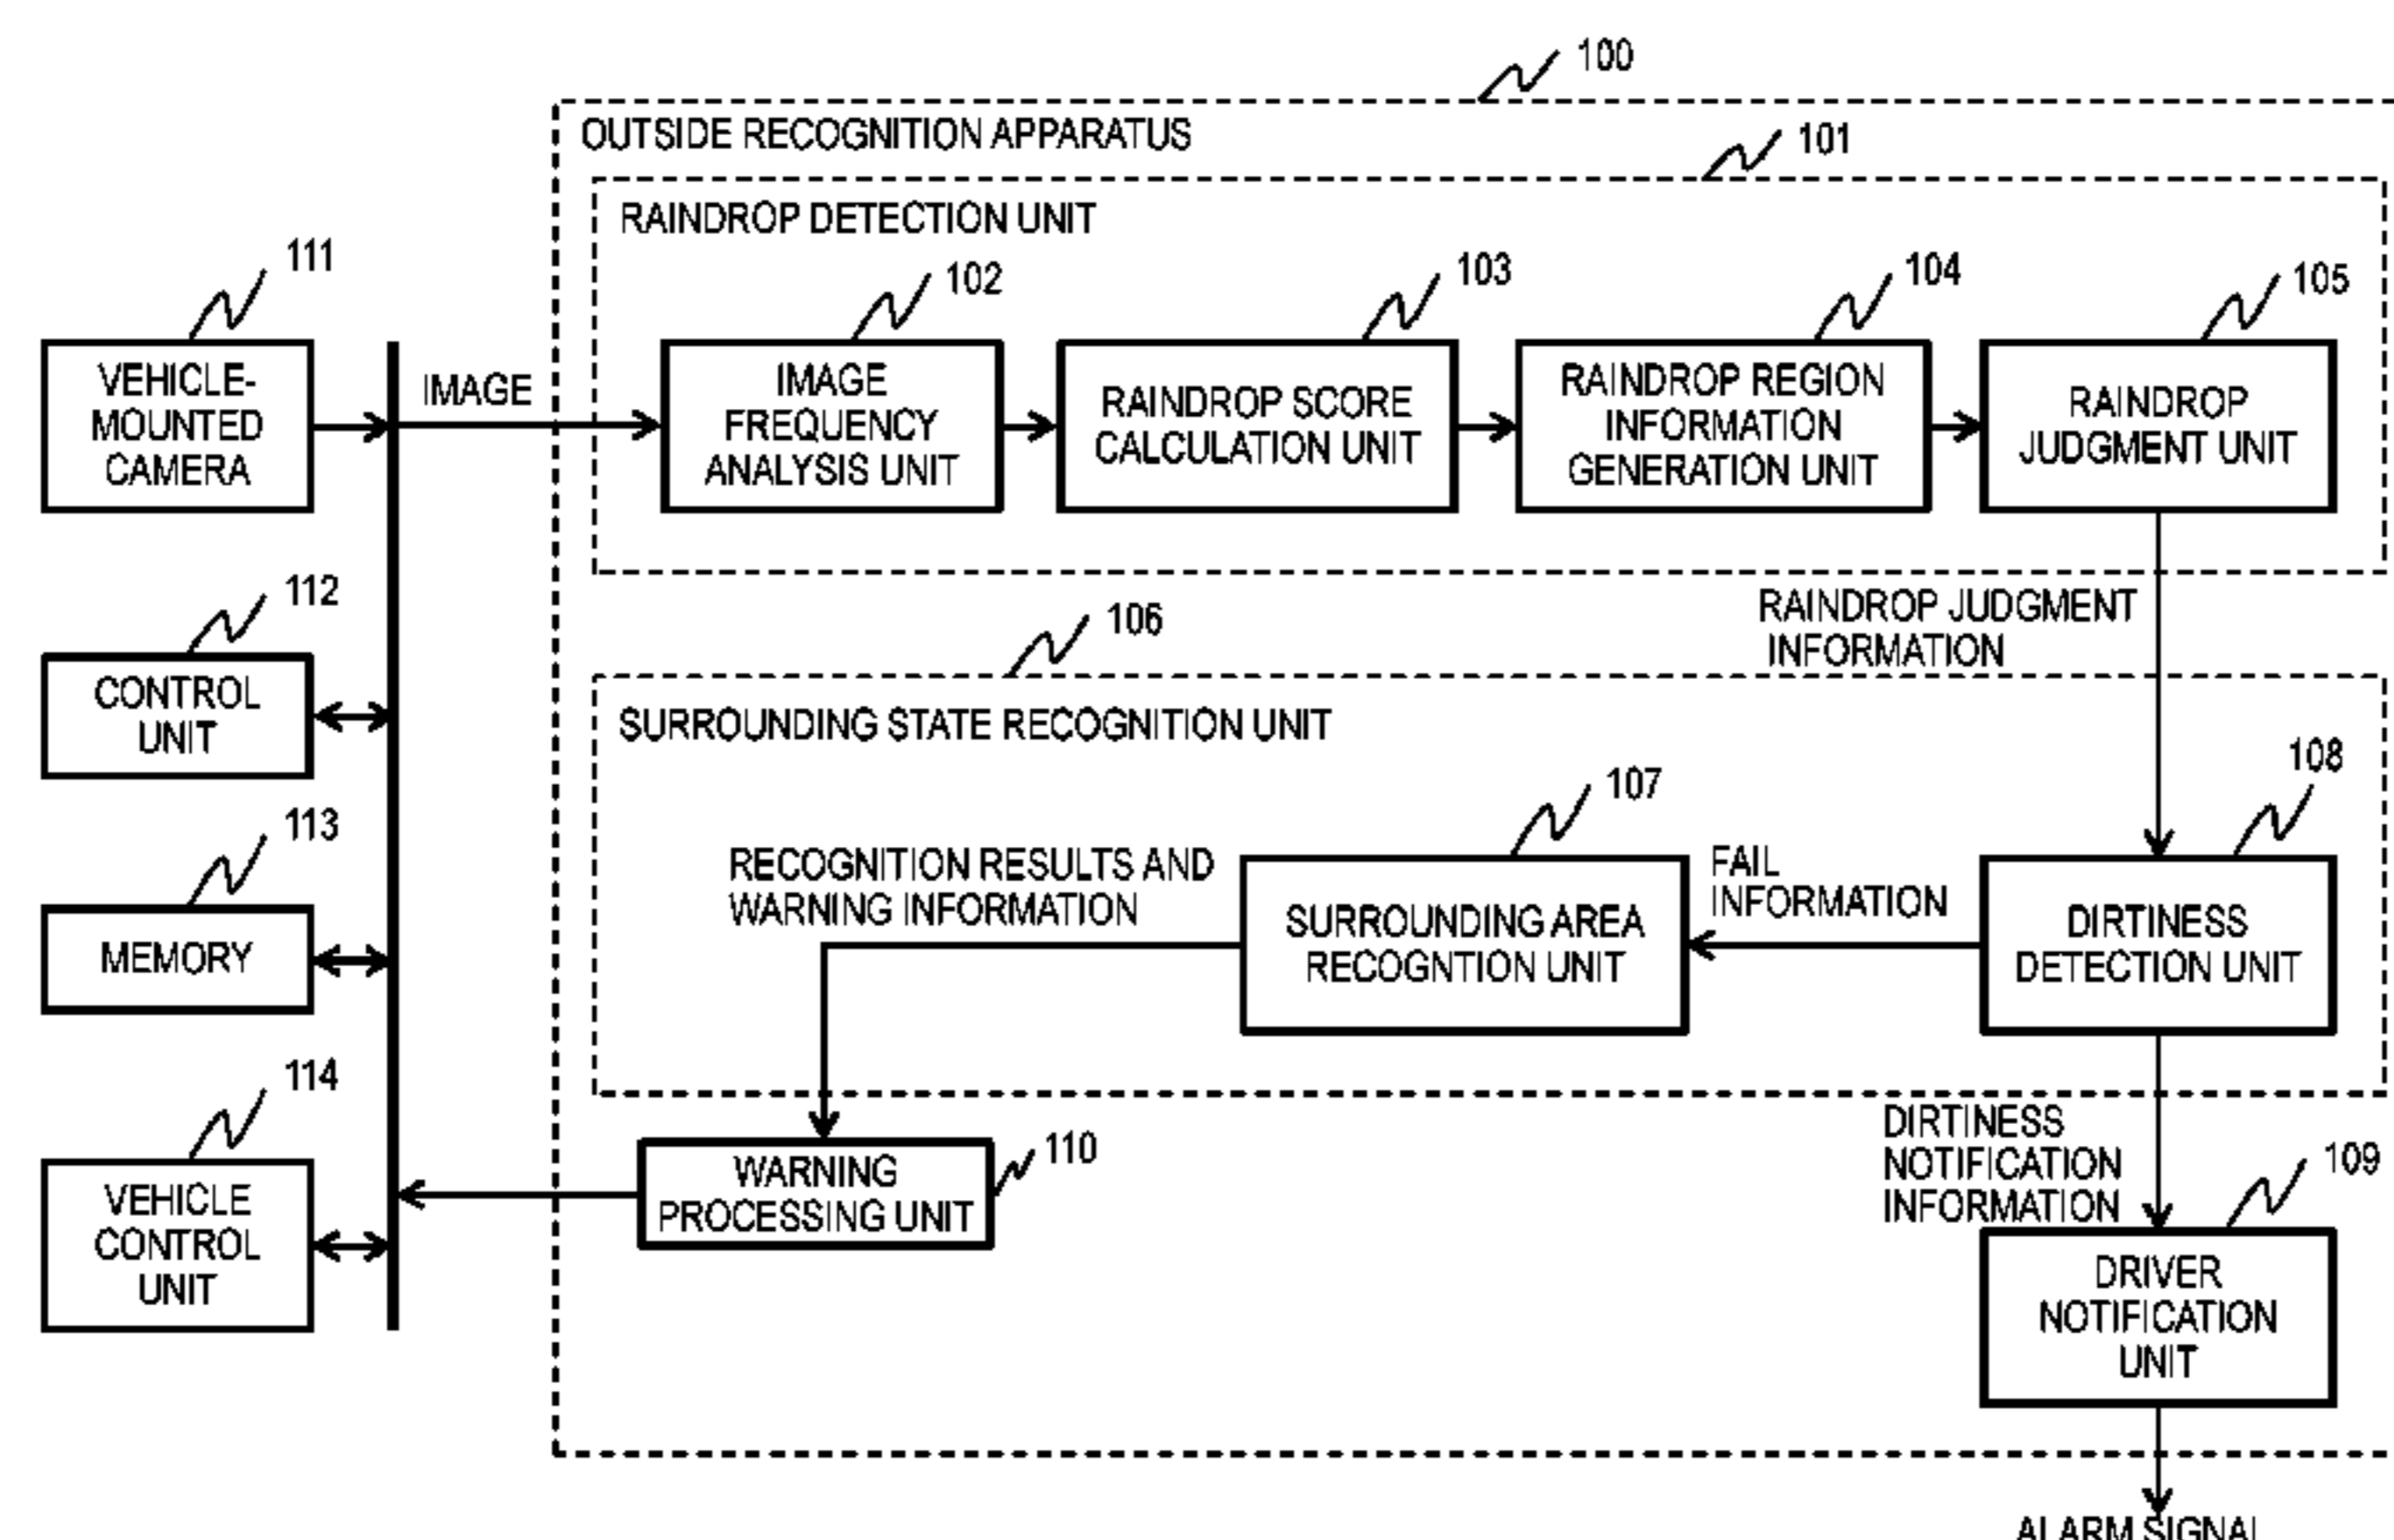 100
OUTSIDE RECOGNITION APPARATUS
101
RAINDROP DETECTION UNIT
111
102
103
104
105
VEHICLE-
MOUNTED
CAMERA
IMAGE
IMAGE
FREQUENCY
ANALYSIS UNIT
RAINDROP SCORE
CALCULATION UNIT
RAINDROP REGION
INFORMATION
GENERATION UNIT
RAINDROP
JUDGMENT UNIT
112
CONTROL
UNIT
RAINDROP JUDGMENT
INFORMATION
106
SURROUNDING STATE RECOGNITION UNIT
113
MEMORY
107
108
RECOGNITION RESULTS AND
WARNING INFORMATION
SURROUNDING AREA
RECOGNTION UNIT
FAIL
INFORMATION
DIRTINESS
DETECTION UNIT
114
VEHICLE
CONTROL
UNIT
WARNING
PROCESSING UNIT
110
DIRTINESS
NOTIFICATION
INFORMATION
109
DRIVER
NOTIFICATION
UNIT
ALARM SIGNAL